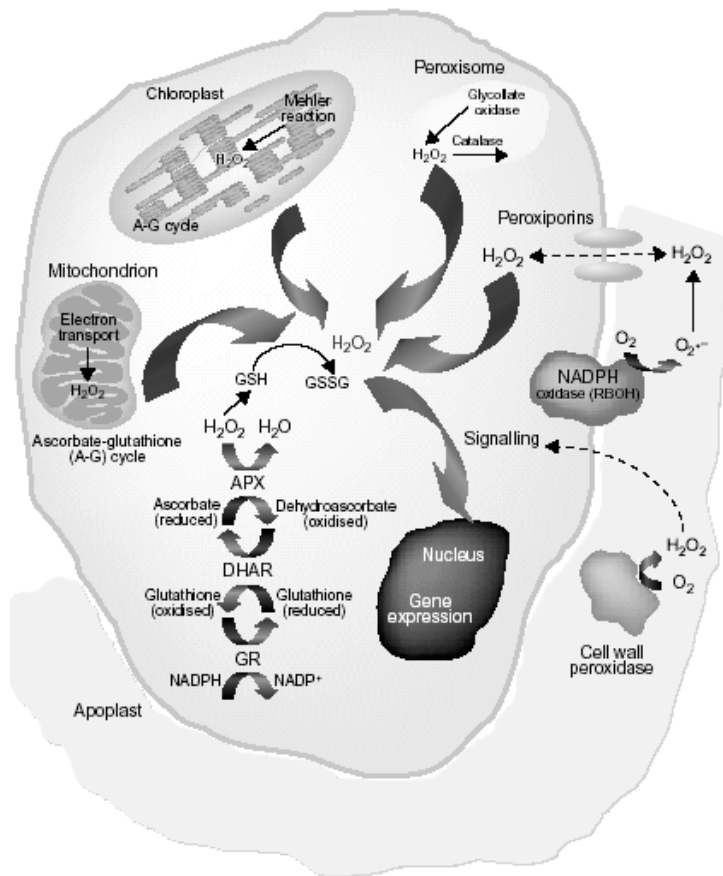 Chloroplast
Mehler
reaction
H2O2
A-G cycle
Peroxisome
Glycollate
oxidase
H2O2
Catalase
Peroxiporins
H2O2
H2O2
Mitochondrion
Electron
transport
H2O2
Ascorbate-glutathione
(A-G) cycle
H2O2
GSH
GSSG
O2
O2•−
NADPH
oxidase (RBOH)
Signalling
H2O2
H2O
APX
Ascorbate
(reduced)
Dehydroascorbate
(oxidised)
DHAR
Glutathione
(oxidised)
Glutathione
(reduced)
GR
NADPH
NADP+
Nucleus
Gene
expression
H2O2
O2
Cell wall
peroxidase
Apoplast